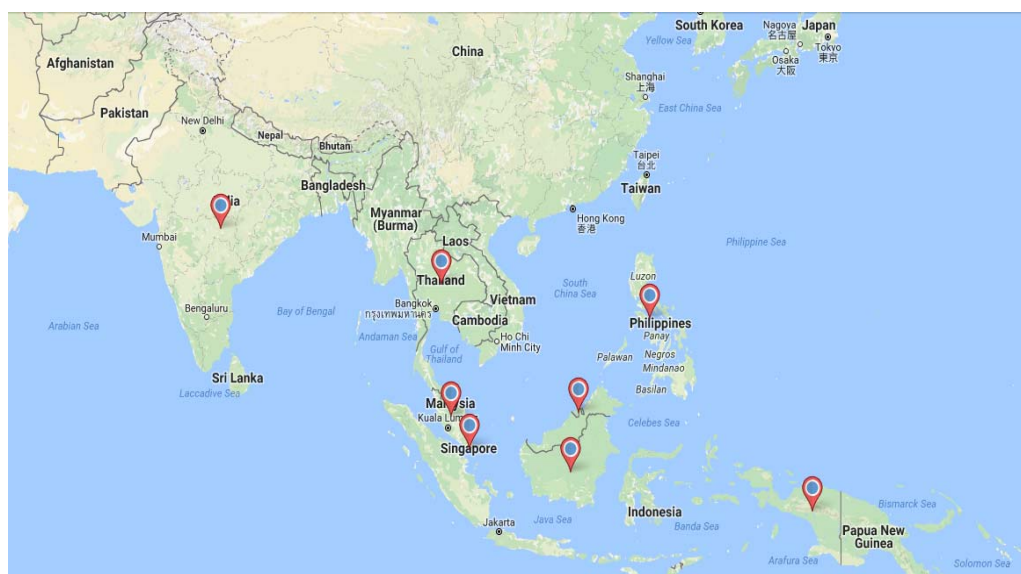 South Korea
Nagoya
名古屋
Japan
Tokyo
東京
Osaka
大阪
Yellow Sea
China
Afghanistan
Shanghai
上海
East China Sea
Pakistan
New Delhi
Nepal
Bhutan
Taipei
台北
Taiwan
Bangladesh
Myanmar
(Burma)
Hong Kong
香港
Mumbai
Laos
Philippine Sea
Thailand
Luzon
South
China Sea
Vietnam
Bengaluru
Bay of Bengal
Bangkok
กรุงเทพมหานคร
Arabian Sea
Cambodia
Philippines
Andaman Sea
Panay
Ho Chi
Minh City
Gulf of
Thailand
Palawan
Negros
Mindanao
Sri Lanka
Laccadive Sea
Basilan
Malaysia
Kuala Lum
Celebes Sea
Singapore
Indonesia
Bismarck Sea
Jakarta
Java Sea
Banda Sea
Papua New
Guinea
Arafura Sea
Solomon Sea